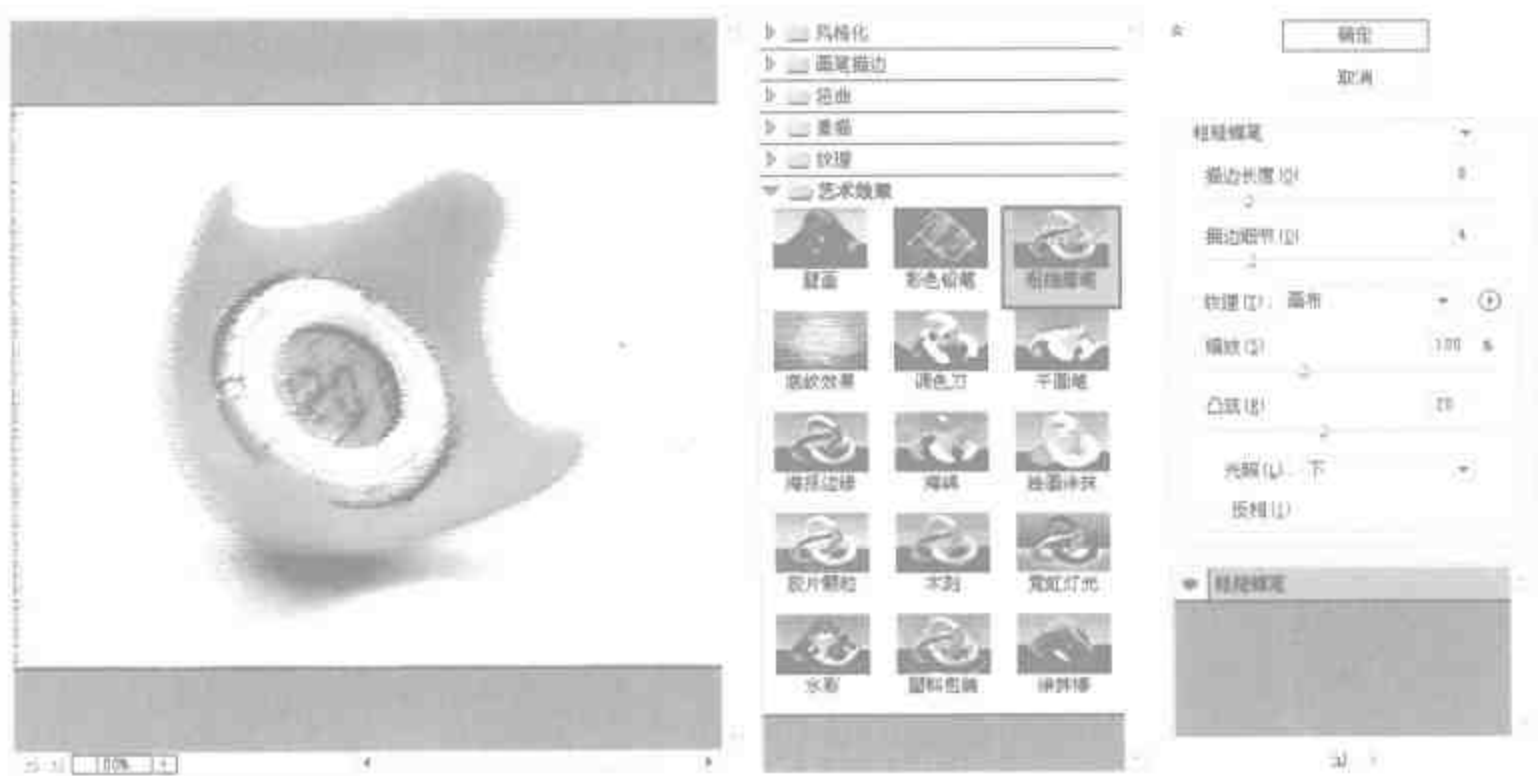 风格化
画笔描边
扭曲
素描
纹理
艺术效果
壁画
彩色铅笔
粗糙蜡笔
底纹效果
调色刀
干画笔
海报边缘
海绵
绘画涂抹
胶片颗粒
木刻
霓虹灯光
水彩
塑料包装
涂抹棒
100%
确定
取消
粗糙蜡笔
描边长度(O)
描边细节(D) 4
纹理(T): 画布
缩放(S) 100 %
凸现(R) 20
光照(L): 下
反相(I)
粗糙蜡笔